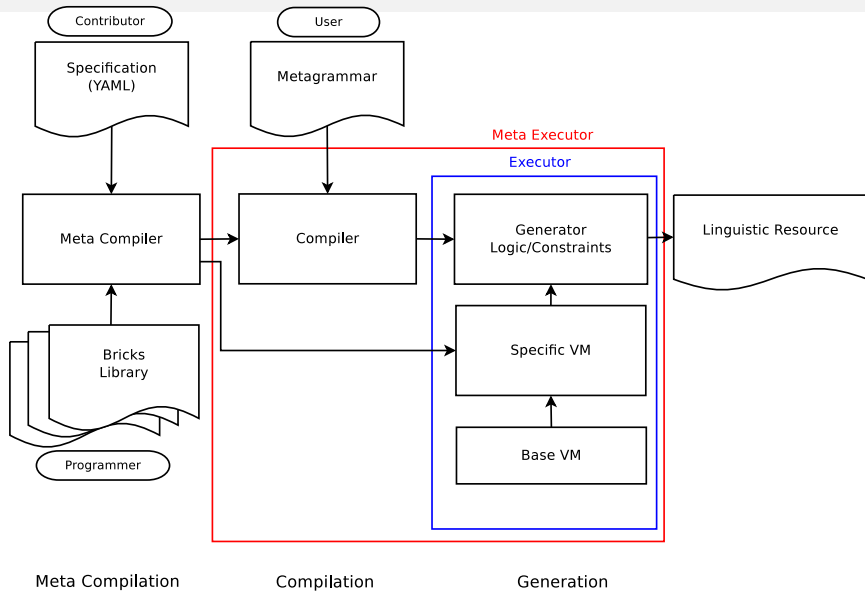 Contributor
User
Specification
(YAML)
Metagrammar
Meta Executor
Executor
Meta Compiler
Compiler
Generator
Logic/Constraints
Linguistic Resource
Bricks
Library
Specific VM
Base VM
Programmer
Meta Compilation
Compilation
Generation